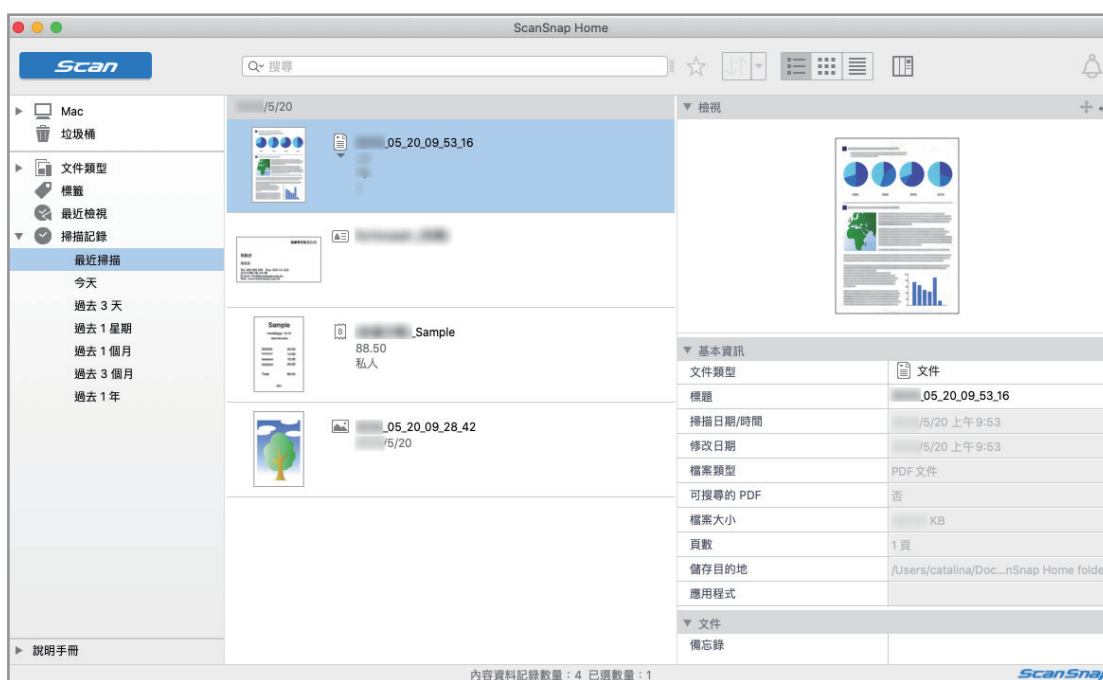 ScanSnap Home
Scan
搜尋
Mac
垃圾桶
文件類型
標籤
最近檢視
掃描記錄
最近掃描
今天
過去 3 天
過去 1 星期
過去 1 個月
過去 3 個月
過去 1 年
說明手冊
/5/20
_05_20_09_53_16
Sample
_Sample
88.50
私人
_05_20_09_28_42
/5/20
檢視
基本資訊
文件類型 文件
標題 _05_20_09_53_16
掃描日期/時間 /5/20 上午9:53
修改日期 /5/20 上午9:53
檔案類型 PDF 文件
可搜尋的 PDF 否
檔案大小 KB
頁數 1 頁
儲存目的地 /Users/catalina/Doc...nSnap Home folde
應用程式
文件
備忘錄
內容資料記錄數量：4 已選數量：1
ScanSnap